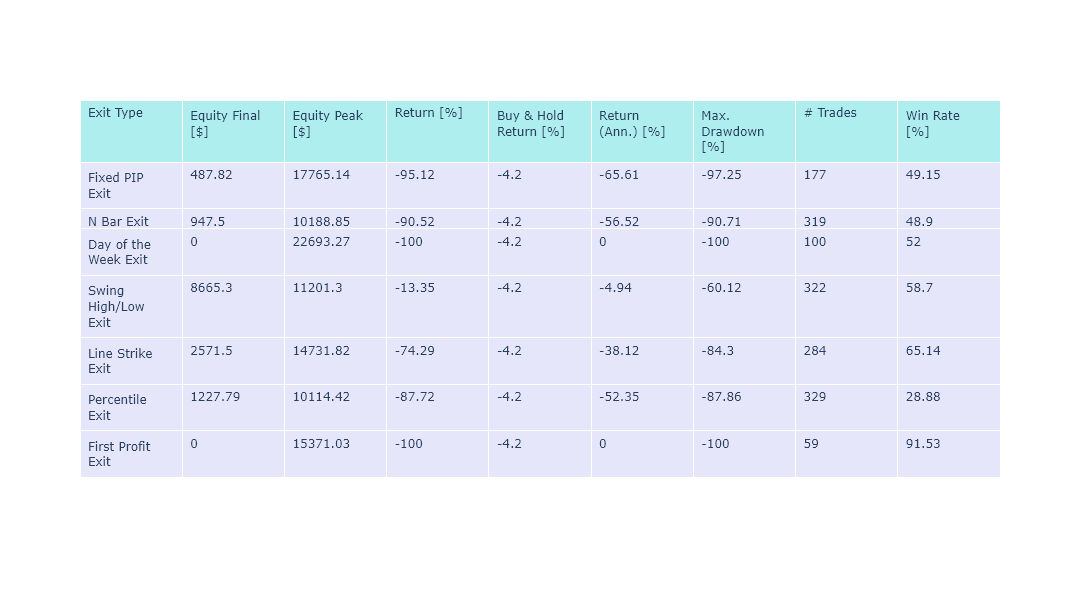 Exit Type Equity Final [$] Equity Peak [$] Return [%] Buy & Hold Return [%] Return (Ann.) [%] Max. Drawdown [%] # Trades Win Rate [%]
Fixed PIP Exit 487.82 17765.14 -95.12 -4.2 -65.61 -97.25 177 49.15
N Bar Exit 947.5 10188.85 -90.52 -4.2 -56.52 -90.71 319 48.9
Day of the Week Exit 0 22693.27 -100 -4.2 0 -100 100 52
Swing High/Low Exit 8665.3 11201.3 -13.35 -4.2 -4.94 -60.12 322 58.7
Line Strike Exit 2571.5 14731.82 -74.29 -4.2 -38.12 -84.3 284 65.14
Percentile Exit 1227.79 10114.42 -87.72 -4.2 -52.35 -87.86 329 28.88
First Profit Exit 0 15371.03 -100 -4.2 0 -100 59 91.53